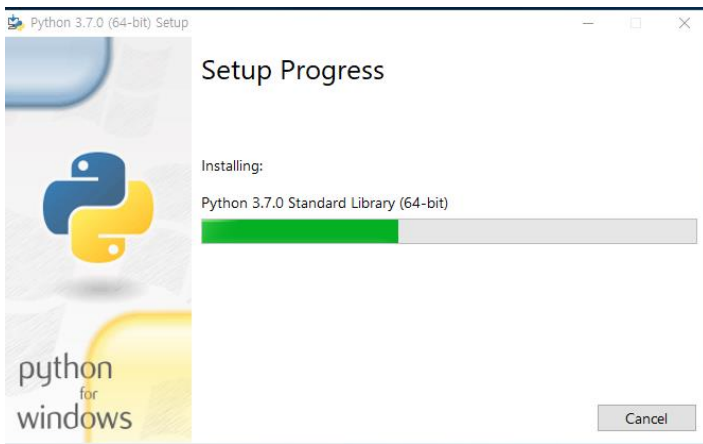 Python 3.7.0 (64-bit) Setup
Setup Progress
Installing:
Python 3.7.0 Standard Library (64-bit)
python
for
windows
Cancel